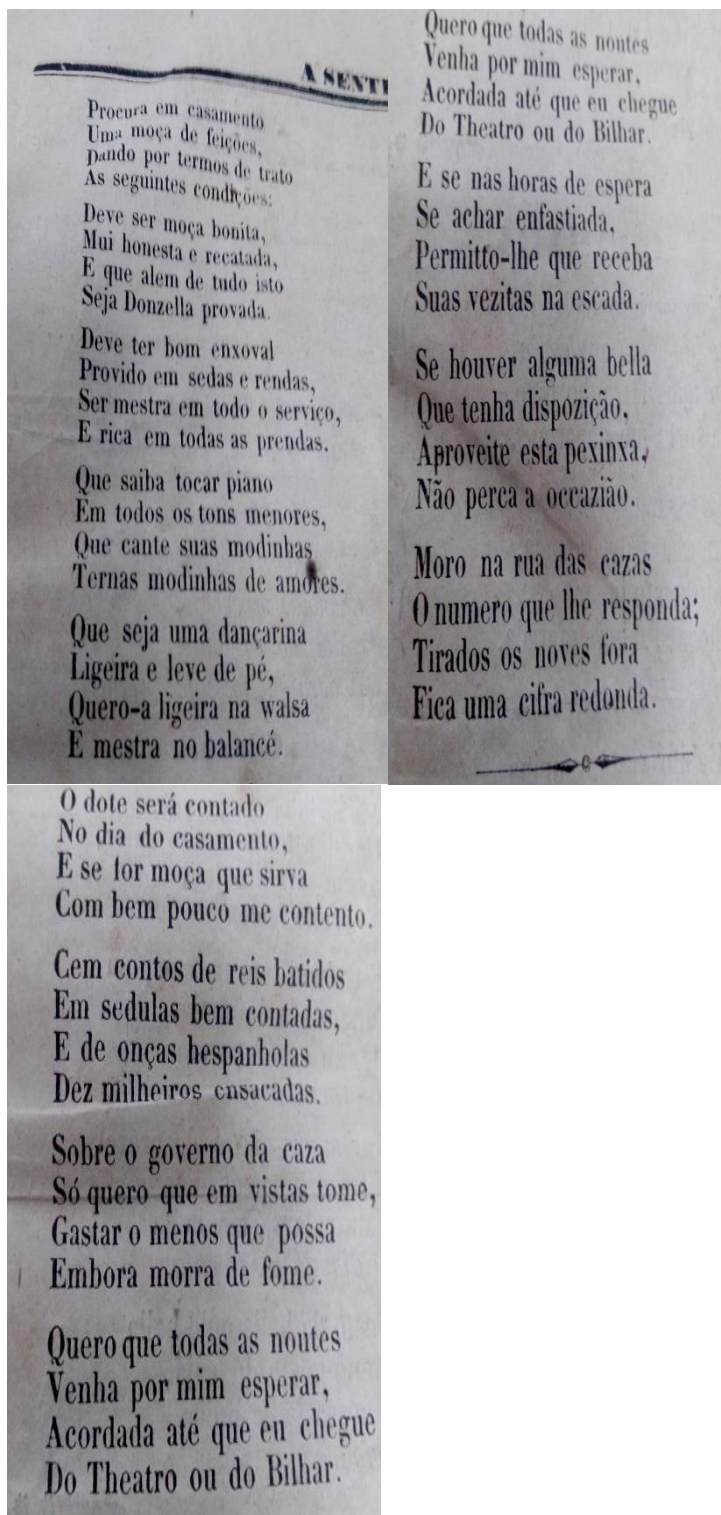 A SENTI
Procura em casamento
Uma moça de feições,
Dando por termos de trato
As seguintes condições:
Deve ser moça bonita,
Mui honesta e recatada,
E que alem de tudo isto
Seja Donzella provada.
Deve ter bom enxoval
Provido em sedas e rendas,
Ser mestra em todo o serviço,
E rica em todas as prendas.
Que saiba tocar piano
Em todos os tons menores,
Que cante suas modinhas
Ternas modinhas de amores.
Que seja uma dançarina
Ligeira e leve de pé,
Quero-a ligeira na walsa
E mestra no balancé.
O dote será contado
No dia do casamento,
E se for moça que sirva
Com bem pouco me contento.
Cem contos de reis batidos
Em sedulas bem contadas,
E de onças hespanholas
Dez milheiros ensacadas.
Sobre o governo da caza
Só quero que em vistas tome,
Gastar o menos que possa
Embora morra de fome.
Quero que todas as noutes
Venha por mim esperar,
Acordada até que eu chegue
Do Theatro ou do Bilhar.
Quero que todas as noutes
Venha por mim esperar,
Acordada até que eu chegue
Do Theatro ou do Bilhar.
E se nas horas de espera
Se achar enfastiada,
Permitto-lhe que receba
Suas vezitas na escada.
Se houver alguma bella
Que tenha dispozição,
Aproveite esta pexinxa,
Não perca a occazião.
Moro na rua das cazas
O numero que lhe responda;
Tirados os noves fora
Fica uma cifra redonda.